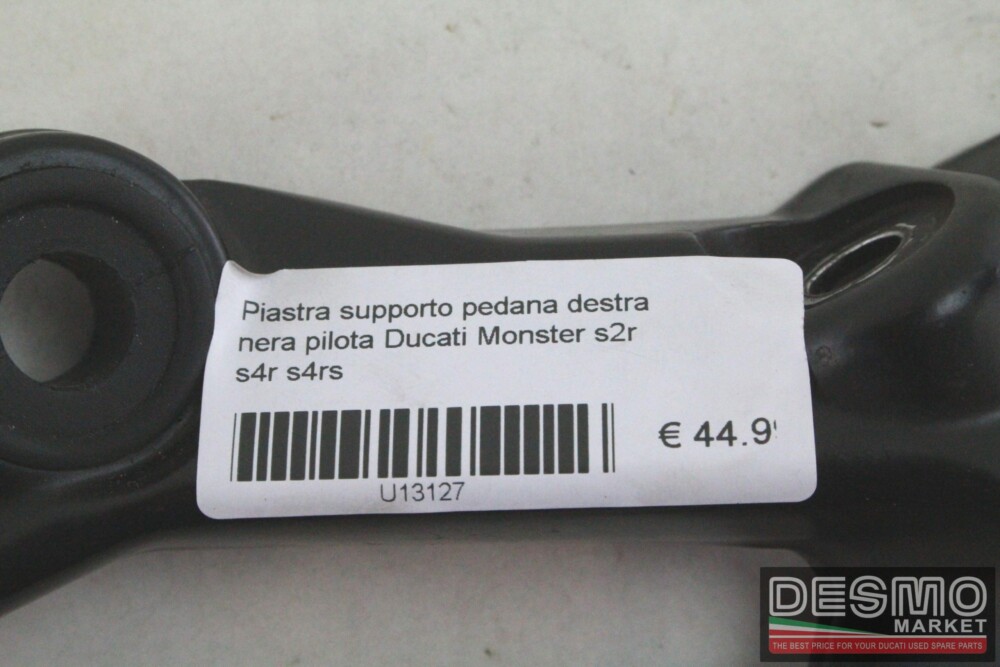 Piastra supporto pedana destra
nera pilota Ducati Monster s2r
s4r s4rs
€ 44.9
U13127
DESMO
MARKET
THE BEST PRICE FOR YOUR DUCATI USED SPARE PARTS